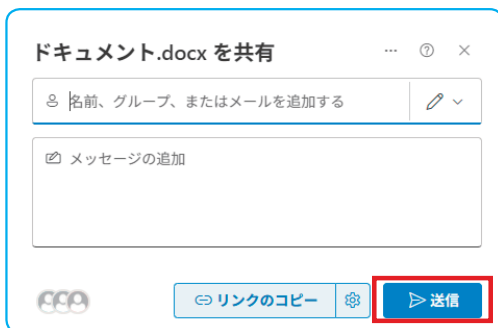 ドキュメント.docx を共有
名前、グループ、またはメールを追加する
メッセージの追加
リンクのコピー
送信